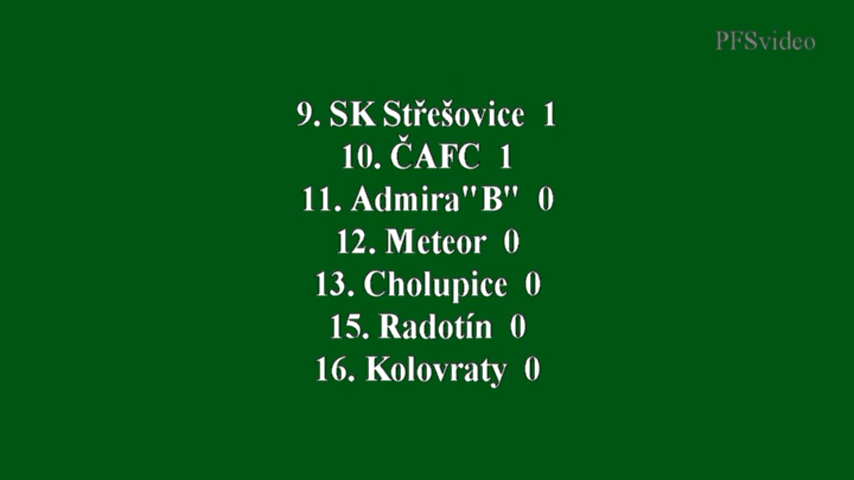 PFSvideo
9. SK Střešovice 1
10. ČAFC 1
11. Admira"B" 0
12. Meteor 0
13. Cholupice 0
15. Radotín 0
16. Kolovraty 0